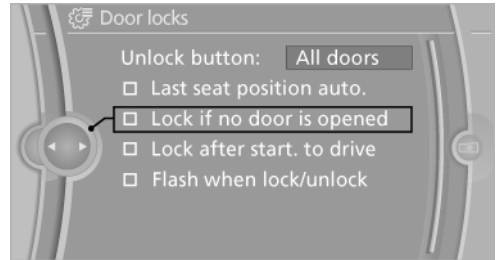 Door locks
Unlock button: All doors
Last seat position auto.
Lock if no door is opened
Lock after start. to drive
Flash when lock/unlock